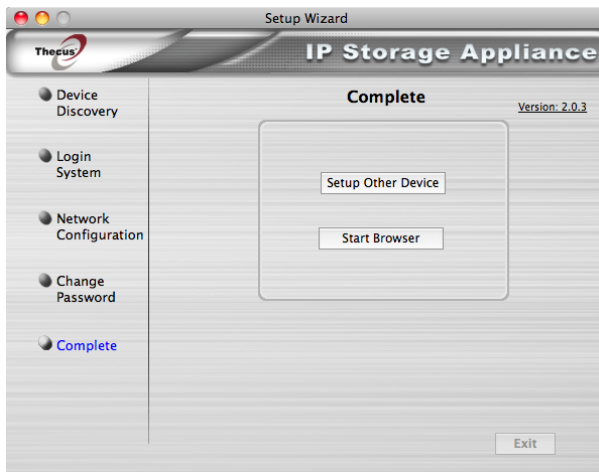 Setup Wizard
Thecus
IP Storage Appliance
Device
Discovery
Login
System
Network
Configuration
Change
Password
Complete
Complete
Version: 2.0.3
Setup Other Device
Start Browser
Exit